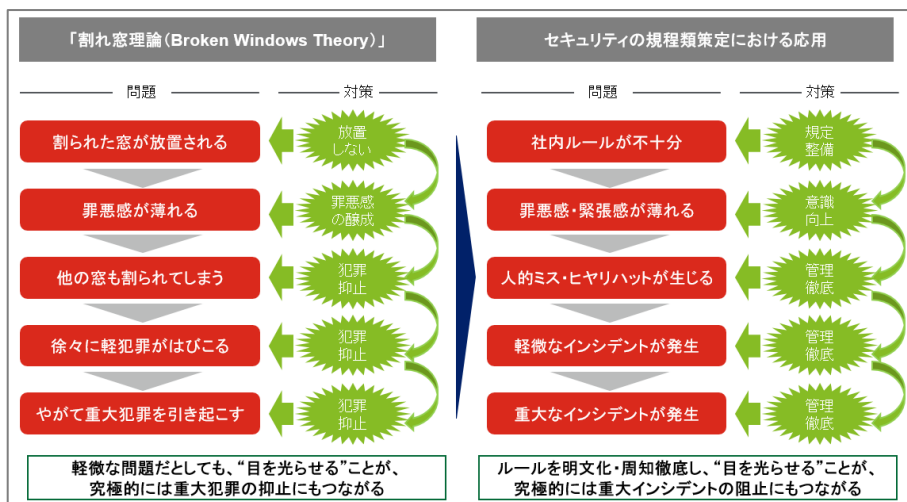 「割れ窓理論（Broken Windows Theory）」
問題
対策
割られた窓が放置される
放置
しない
罪悪感が薄れる
罪悪感
の醸成
他の窓も割られてしまう
犯罪
抑止
徐々に軽犯罪がはびこる
犯罪
抑止
やがて重大犯罪を引き起こす
犯罪
抑止
軽微な問題だとしても、“目を光らせる”ことが、
究極的には重大犯罪の抑止にもつながる
セキュリティの規程類策定における応用
問題
対策
社内ルールが不十分
規定
整備
罪悪感・緊張感が薄れる
意識
向上
人的ミス・ヒヤリハットが生じる
管理
徹底
軽微なインシデントが発生
管理
徹底
重大なインシデントが発生
管理
徹底
ルールを明文化・周知徹底し、“目を光らせる”ことが、
究極的には重大インシデントの阻止にもつながる